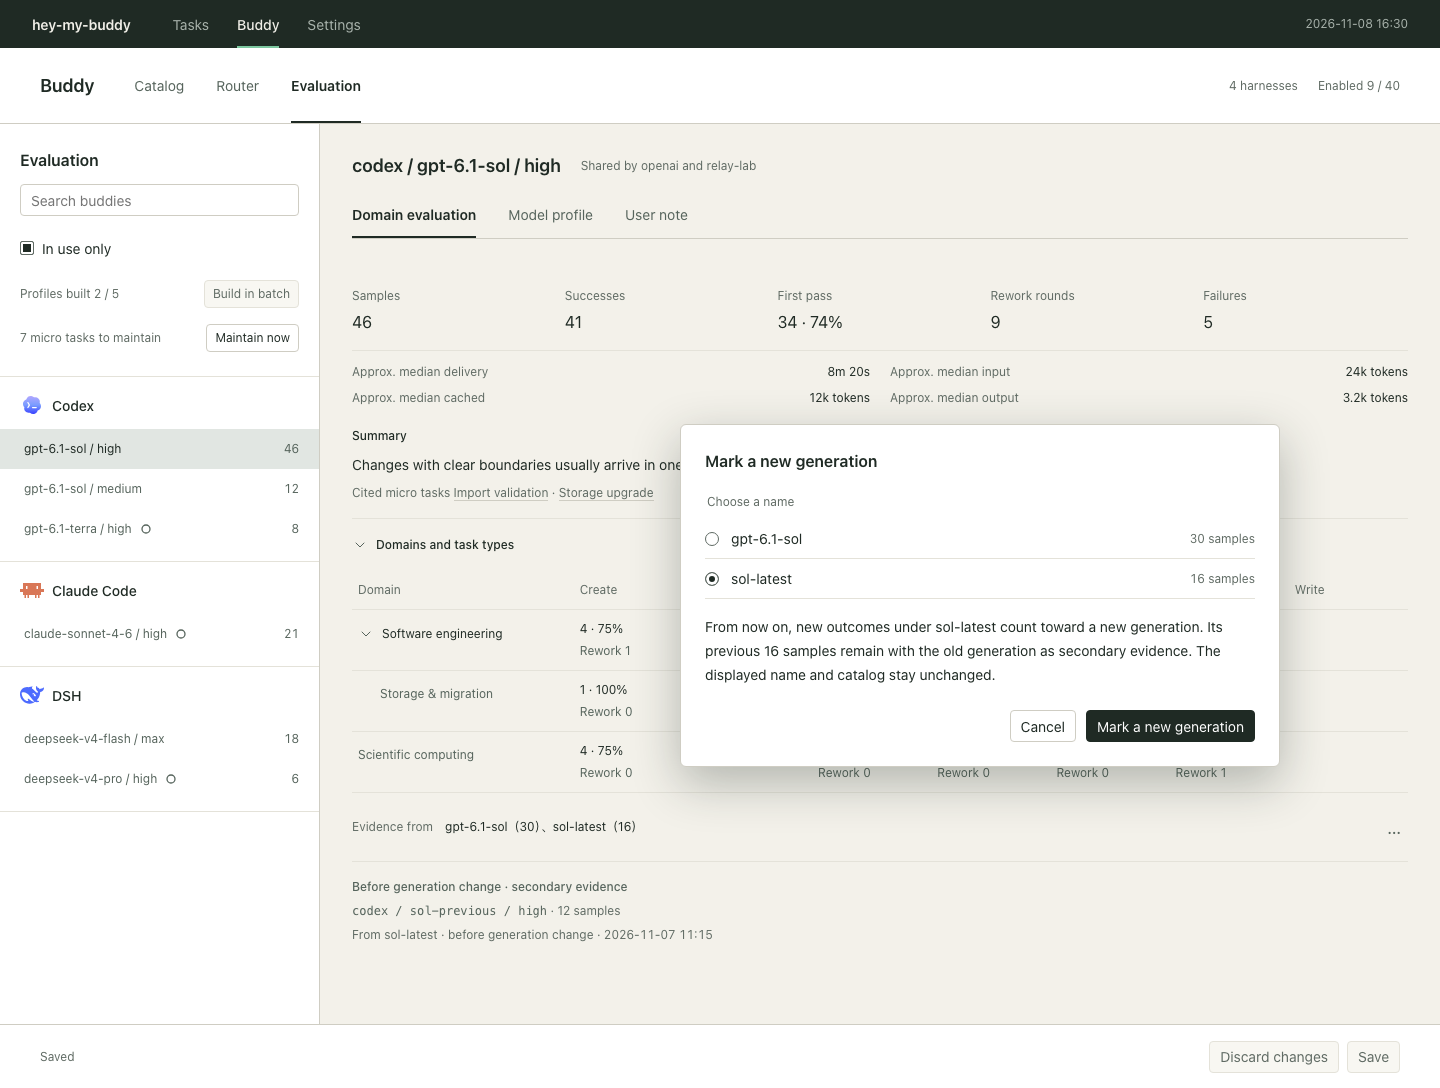 hey-my-buddy Tasks Buddy Settings 2026-11-08 16:30
Buddy Catalog Router Evaluation 4 harnesses Enabled 9 / 40
Evaluation
Search buddies
In use only
Profiles built 2 / 5 Build in batch
7 micro tasks to maintain Maintain now
Codex
gpt-6.1-sol / high 46
gpt-6.1-sol / medium 12
gpt-6.1-terra / high 8
Claude Code
claude-sonnet-4-6 / high 21
DSH
deepseek-v4-flash / max 18
deepseek-v4-pro / high 6
codex / gpt-6.1-sol / high Shared by openai and relay-lab
Domain evaluation Model profile User note
Samples Successes First pass Rework rounds Failures
46 41 34 · 74% 9 5
Approx. median delivery 8m 20s Approx. median input 24k tokens
Approx. median cached 12k tokens Approx. median output 3.2k tokens
Summary
Changes with clear boundaries usually arrive in one
Cited micro tasks Import validation · Storage upgrade
Domains and task types
Domain Create Write
Software engineering 4 · 75%
Rework 1
Storage & migration 1 · 100%
Rework 0
Scientific computing 4 · 75%
Rework 0 Rework 0 Rework 0 Rework 0 Rework 1
Mark a new generation
Choose a name
gpt-6.1-sol 30 samples
sol-latest 16 samples
From now on, new outcomes under sol-latest count toward a new generation. Its
previous 16 samples remain with the old generation as secondary evidence. The
displayed name and catalog stay unchanged.
Cancel Mark a new generation
Evidence from gpt-6.1-sol (30)、sol-latest (16) ...
Before generation change · secondary evidence
codex / sol-previous / high · 12 samples
From sol-latest · before generation change · 2026-11-07 11:15
Saved Discard changes Save